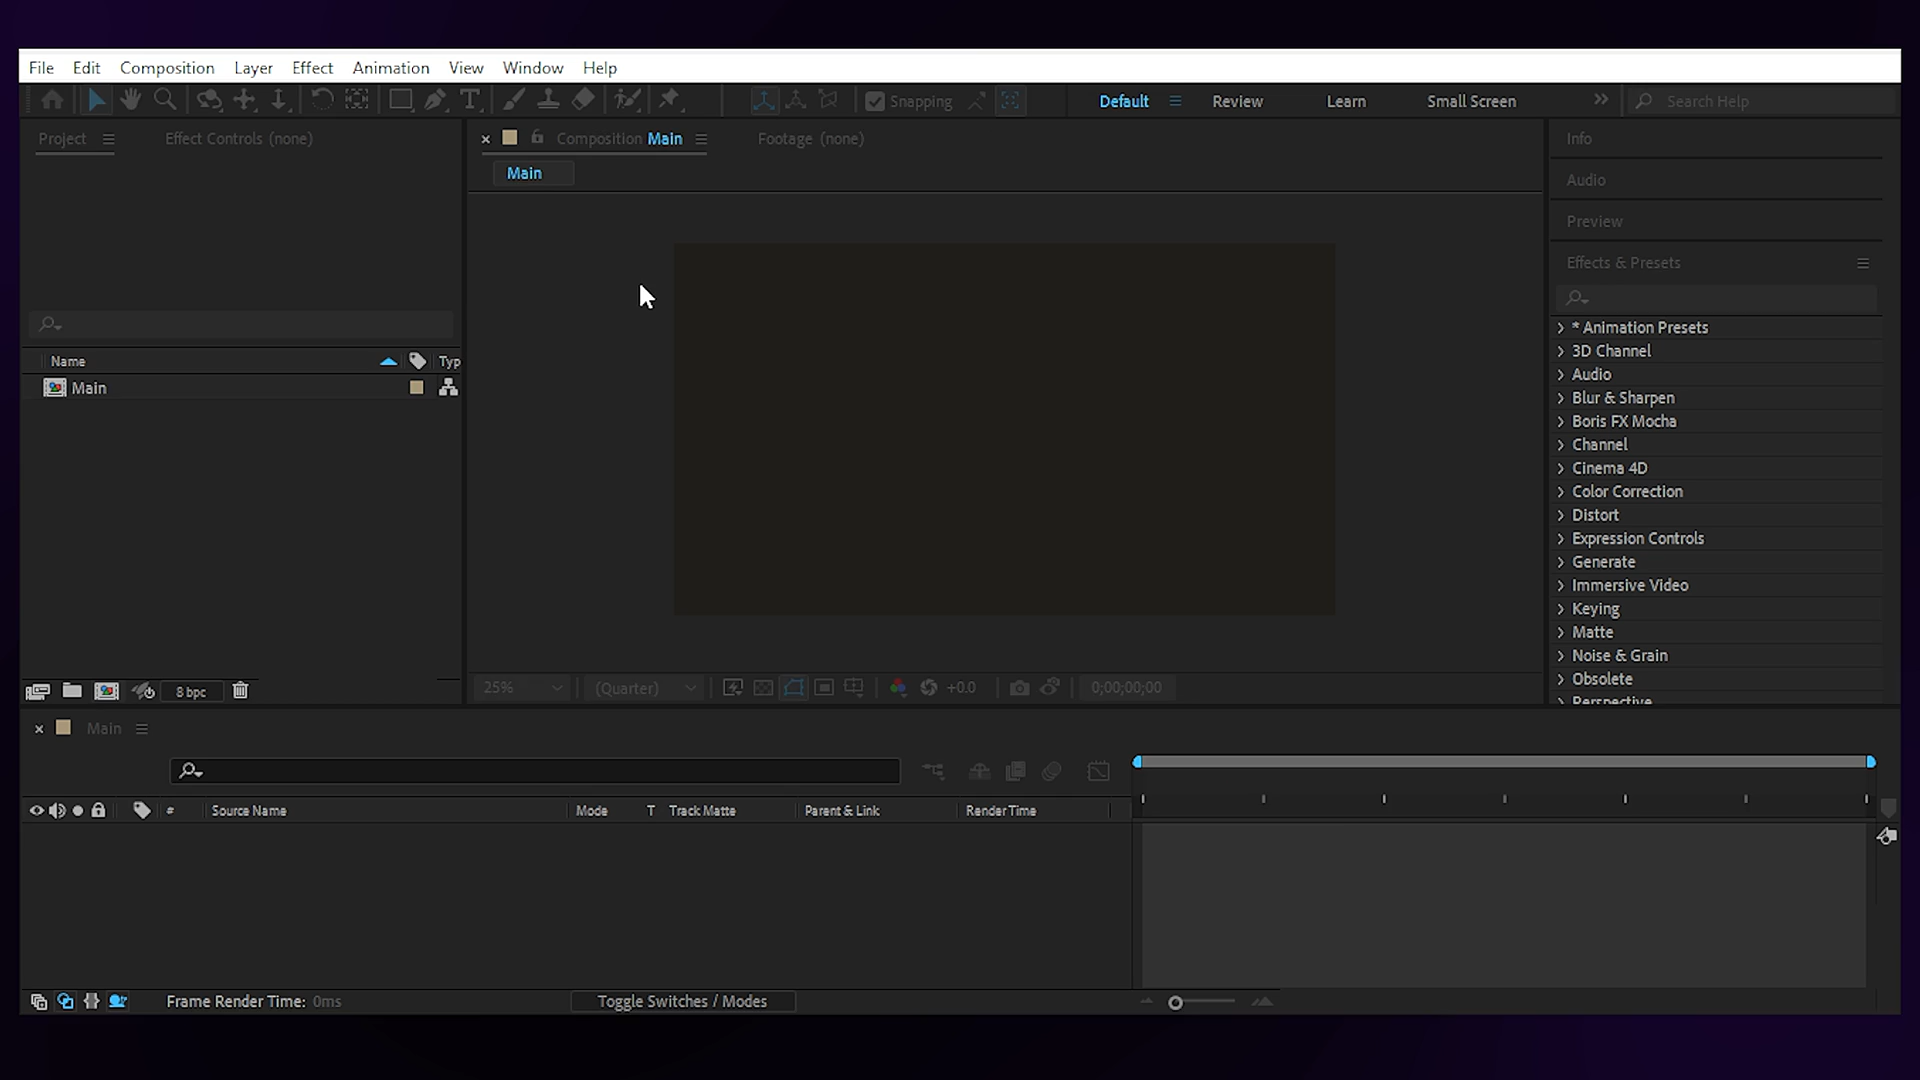 File Edit Composition Layer Effect Animation View Window Help
Snapping Default Review Learn Small Screen Search Help
Project Effect Controls (none)
Composition Main Footage (none)
Main
Info
Audio
Preview
Effects & Presets
* Animation Presets
3D Channel
Audio
Blur & Sharpen
Boris FX Mocha
Channel
Cinema 4D
Color Correction
Distort
Expression Controls
Generate
Immersive Video
Keying
Matte
Noise & Grain
Obsolete
Perspective
Name Typ
Main
8 bpc
25% (Quarter) +0.0 0;00;00;00
Main
# Source Name Mode T Track Matte Parent & Link Render Time
Frame Render Time: 0ms Toggle Switches / Modes